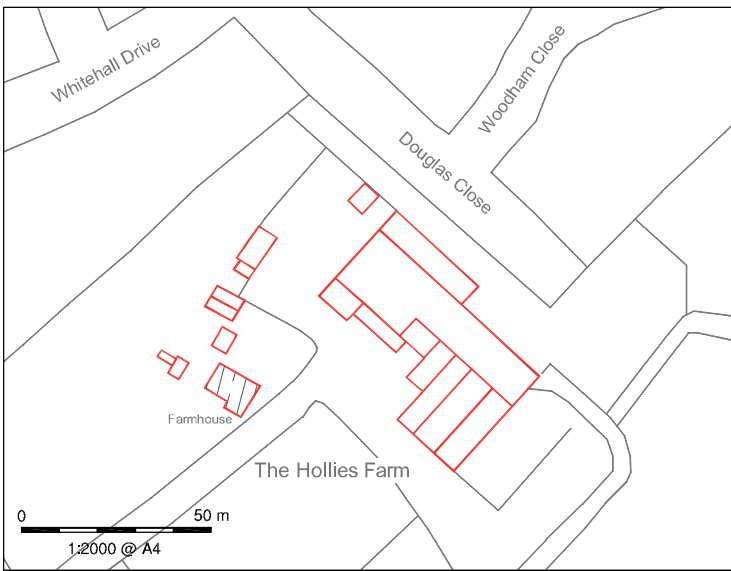 Whitehall Drive
Woodham Close
Douglas Close
Farmhouse
The Hollies Farm
0 50 m
1:2000 @ A4